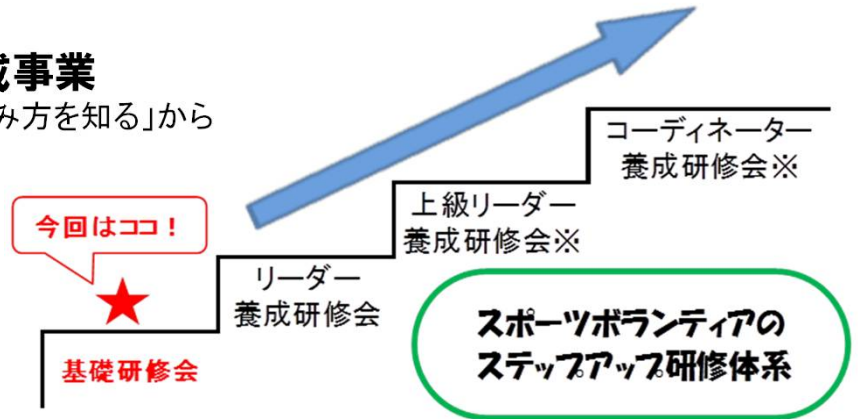 成事業
み方を知る」から
コーディネーター
養成研修会※
上級リーダー
養成研修会※
今回はココ！
リーダー
養成研修会
基礎研修会
スポーツボランティアの
ステップアップ研修体系